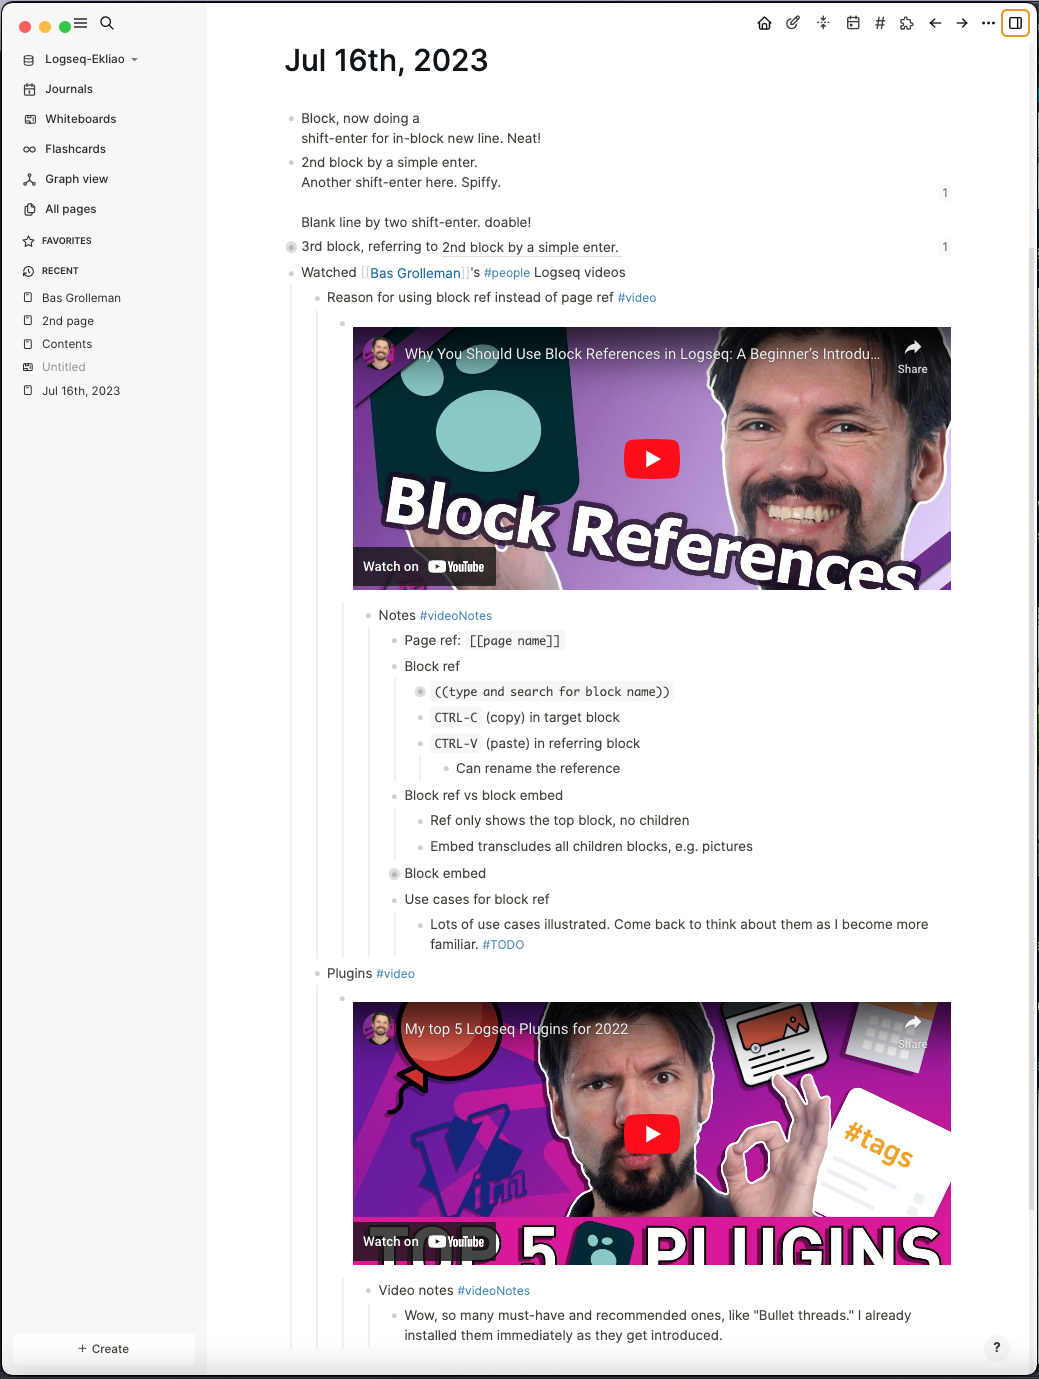 Logseq-Ekliao
Journals
Whiteboards
Flashcards
Graph view
All pages
FAVORITES
RECENT
Bas Grolleman
2nd page
Contents
Untitled
Jul 16th, 2023
+ Create
#
Jul 16th, 2023
Block, now doing a
shift-enter for in-block new line. Neat!
2nd block by a simple enter.
Another shift-enter here. Spiffy.
1
Blank line by two shift-enter. doable!
3rd block, referring to 2nd block by a simple enter.
1
Watched [[Bas Grolleman]]'s #people Logseq videos
Reason for using block ref instead of page ref #video
Why You Should Use Block References in Logseq: A Beginner's Introdu...
Share
Block References
Watch on YouTube
Notes #videoNotes
Page ref: [[page name]]
Block ref
((type and search for block name))
CTRL-C (copy) in target block
CTRL-V (paste) in referring block
Can rename the reference
Block ref vs block embed
Ref only shows the top block, no children
Embed transcludes all children blocks, e.g. pictures
Block embed
Use cases for block ref
Lots of use cases illustrated. Come back to think about them as I become more
familiar. #TODO
Plugins #video
My top 5 Logseq Plugins for 2022
Share
#tags
Vim
TOP 5 PLUGINS
Watch on YouTube
Video notes #videoNotes
Wow, so many must-have and recommended ones, like "Bullet threads." I already
installed them immediately as they get introduced.
?